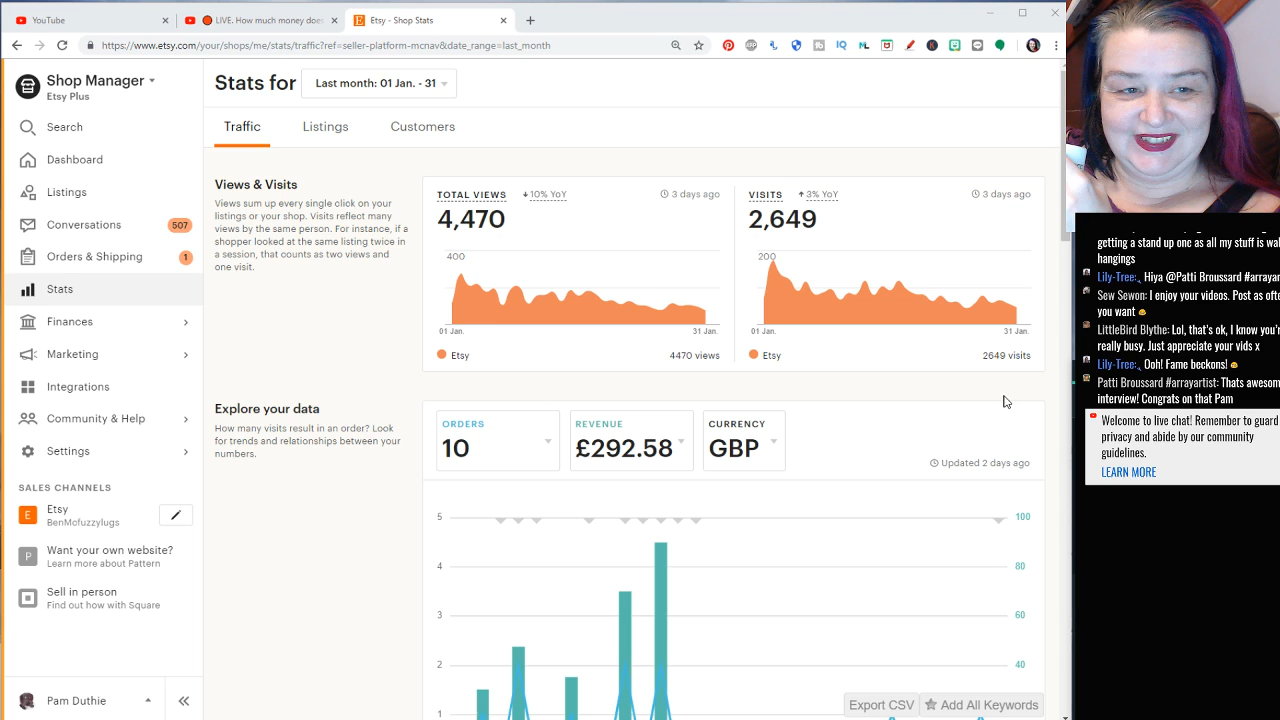 YouTube
LIVE. How much money does
Etsy - Shop Stats
https://www.etsy.com/your/shops/me/stats/traffic?ref=seller-platform-mcnav&date_range=last_month
Shop Manager
Etsy Plus
Search
Dashboard
Listings
Conversations 507
Orders & Shipping 1
Stats
Finances
Marketing
Integrations
Community & Help
Settings
SALES CHANNELS
E Etsy
BenMcfuzzylugs
P Want your own website?
Learn more about Pattern
Sell in person
Find out how with Square
Pam Duthie
Stats for Last month: 01 Jan. - 31
Traffic Listings Customers
Views & Visits
Views sum up every single click on your
listings or your shop. Visits reflect many
views by the same person. For instance, if a
shopper looked at the same listing twice in
a session, that counts as two views and
one visit.
TOTAL VIEWS 10% YoY 3 days ago
4,470
400
01 Jan. 31 Jan.
Etsy 4470 views
VISITS 3% YoY 3 days ago
2,649
200
01 Jan. 31 Jan.
Etsy 2649 visits
Explore your data
How many visits result in an order? Look
for trends and relationships between your
numbers.
ORDERS
10
REVENUE
£292.58
CURRENCY
GBP
Updated 2 days ago
5 100
4 80
3 60
2 40
1
Export CSV Add All Keywords
getting a stand up one as all my stuff is wal
hangings
Lily-Tree: Hiya @Patti Broussard #arrayar
Sew Sowon: I enjoy your videos. Post as ofte
you want
LittleBird Blythe: Lol, that's ok, I know you'r
really busy. Just appreciate your vids x
Lily-Tree: Ooh! Fame beckons!
Patti Broussard #arrayartist: Thats awesom
interview! Congrats on that Pam
Welcome to live chat! Remember to guard
privacy and abide by our community
guidelines.
LEARN MORE